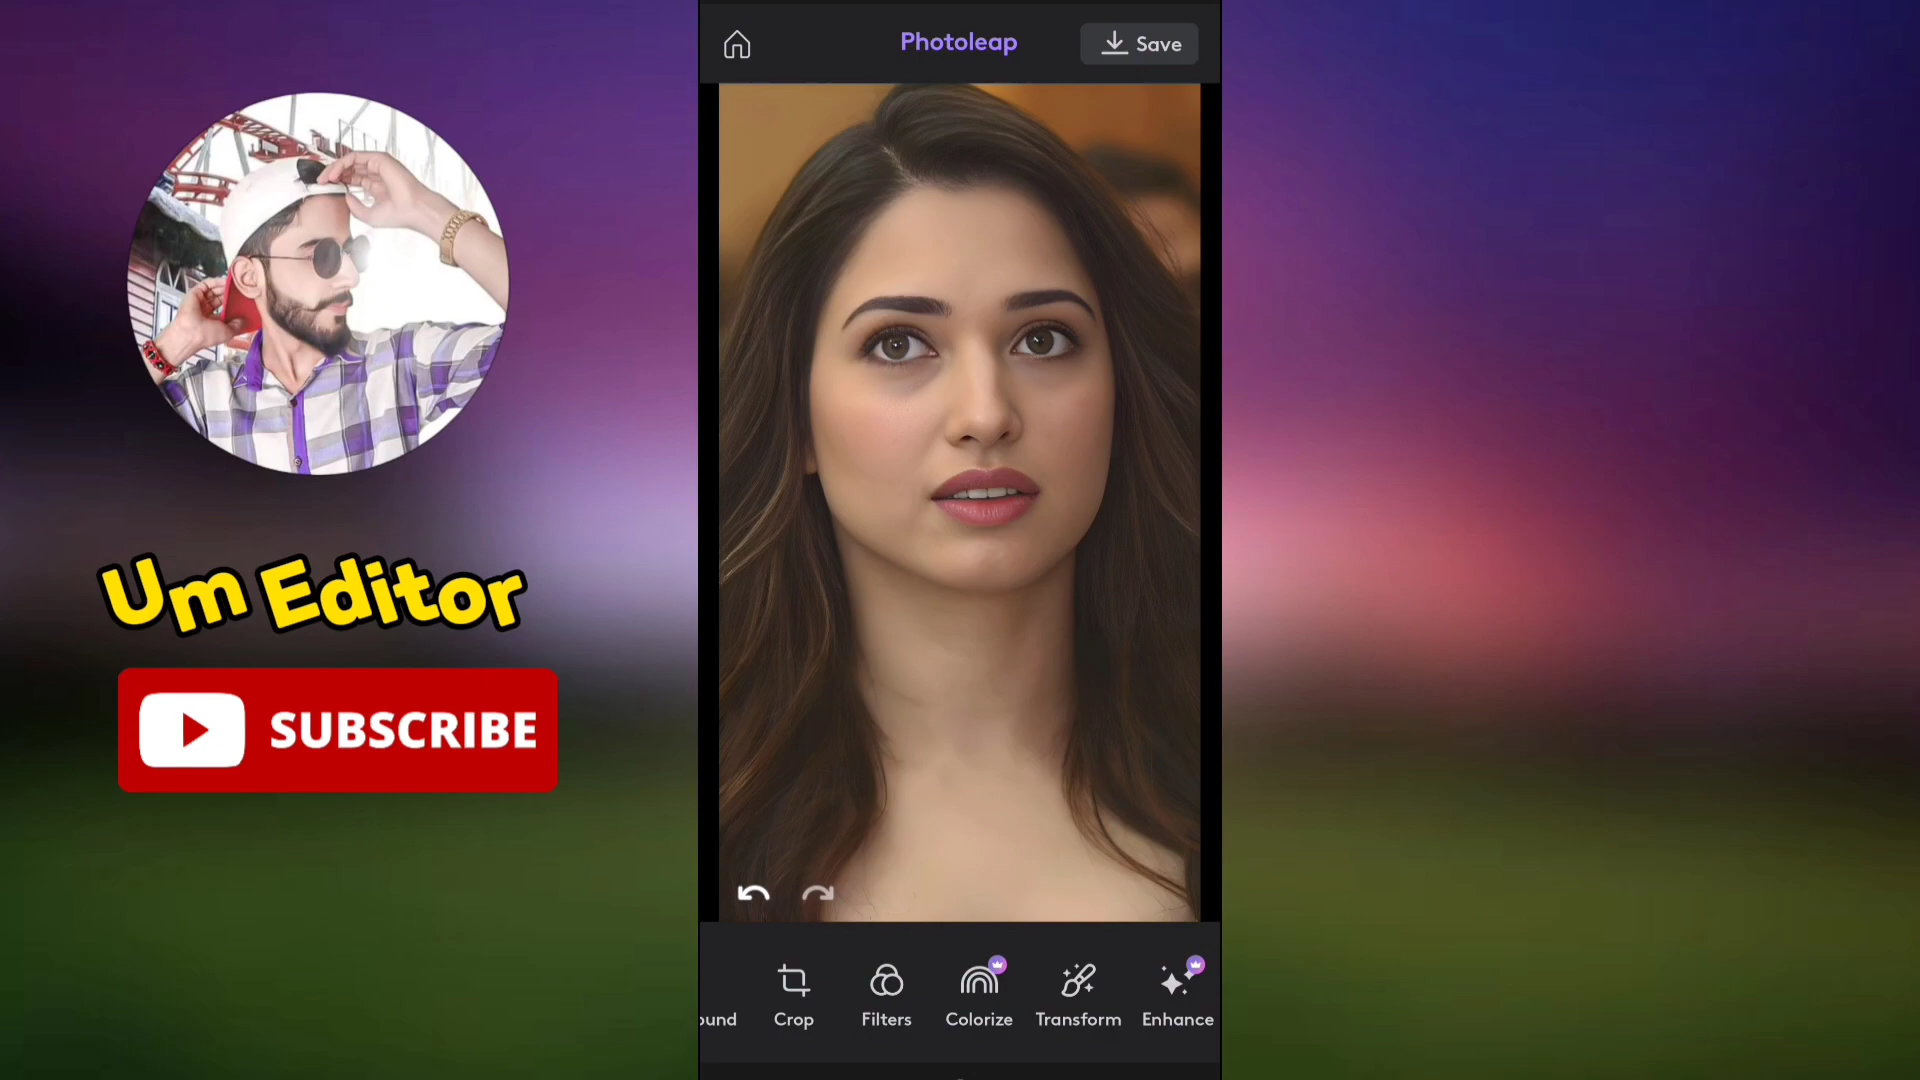 Photoleap
Save
Um Editor
SUBSCRIBE
ound
Crop
Filters
Colorize
Transform
Enhance